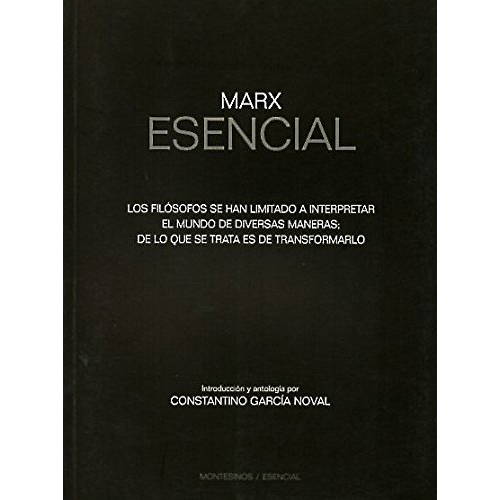 MARX
ESENCIAL
LOS FILÓSOFOS SE HAN LIMITADO A INTERPRETAR
EL MUNDO DE DIVERSAS MANERAS;
DE LO QUE SE TRATA ES DE TRANSFORMARLO
Introducción y antología por
CONSTANTINO GARCÍA NOVAL
MONTESINOS / ESENCIAL